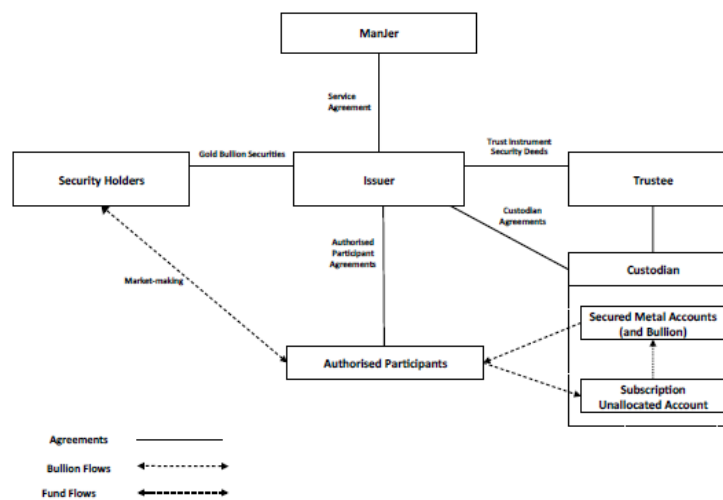 ManJer
Service
Agreement
Gold Bullion Securities
Trust Instrument
Security Deeds
Security Holders
Issuer
Trustee
Custodian
Agreements
Authorised
Participant
Agreements
Custodian
Market-making
Secured Metal Accounts
(and Bullion)
Authorised Participants
Subscription
Unallocated Account
Agreements
Bullion Flows
Fund Flows